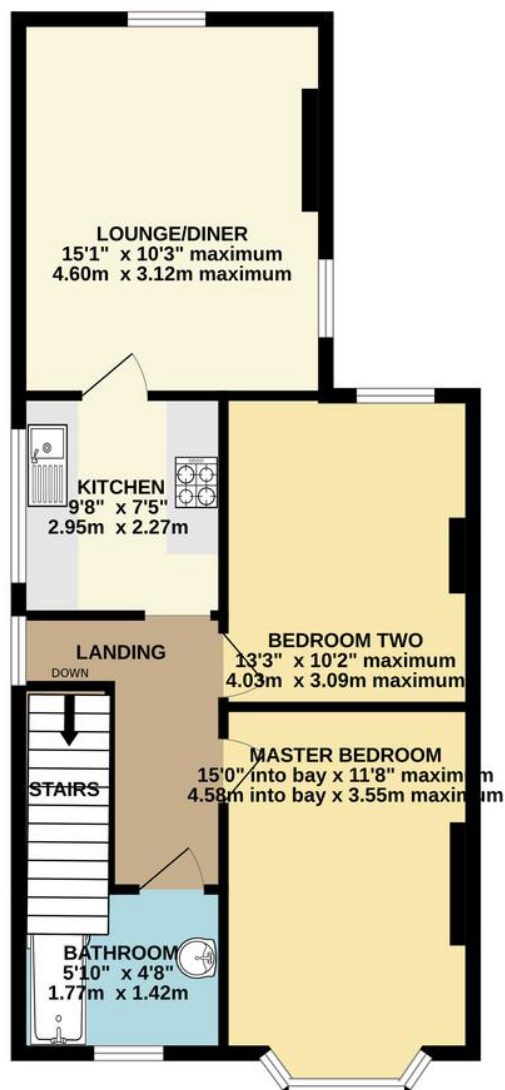 LOUNGE/DINER
15'1" x 10'3" maximum
4.60m x 3.12m maximum
KITCHEN
9'8" x 7'5"
2.95m x 2.27m
LANDING
DOWN
BEDROOM TWO
13'3" x 10'2" maximum
4.03m x 3.09m maximum
MASTER BEDROOM
15'0" into bay x 11'8" maximum
4.58m into bay x 3.55m maximum
STAIRS
BATHROOM
5'10" x 4'8"
1.77m x 1.42m